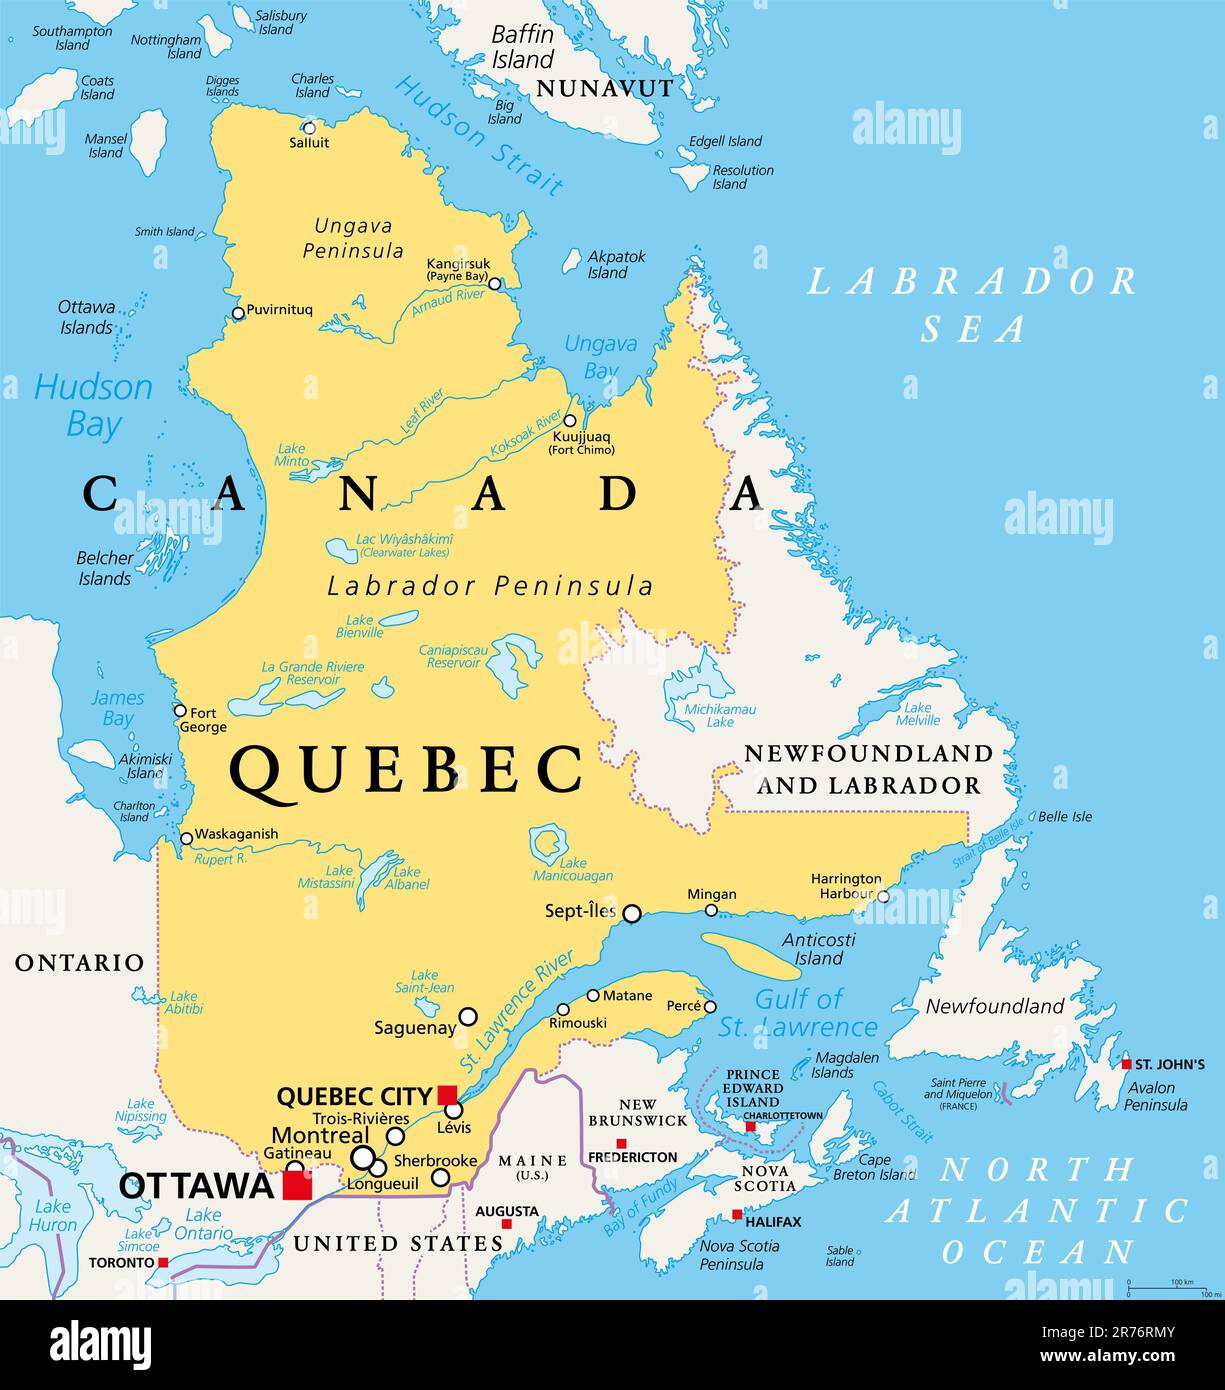 Southampton
Island
Nottingham
Island
Salisbury
Island
Baffin
Island
NUNAVUT
Coats
Island
Digges
Islands
Charles
Island
Big
Island
Hudson Strait
Mansel
Island
Salluit
Edgell Island
Resolution
Island
Smith Island
Ungava
Peninsula
Kangirsuk
(Payne Bay)
Akpatok
Island
LABRADOR
SEA
Ottawa
Islands
Puvirnituq
Arnaud River
Ungava
Bay
Hudson
Bay
Leaf River
Koksoak River
Kuujjuaq
(Fort Chimo)
Lake
Minto
CANADA
Lac Wiyâshâkimî
(Clearwater Lakes)
Belcher
Islands
Labrador Peninsula
Lake
Bienville
Caniapiscau
Reservoir
La Grande Riviere
Reservoir
James
Bay
Fort
George
Michikamau
Lake
Lake
Melville
Akimiski
Island
QUEBEC
NEWFOUNDLAND
AND LABRADOR
Charlton
Island
Waskaganish
Rupert R.
Belle Isle
Strait of Belle Isle
Lake
Mistassini
Lake
Albanel
Lake
Manicouagan
Harrington
Harbour
Mingan
Sept-Îles
ONTARIO
Anticosti
Island
Lake
Abitibi
Lake
Saint-Jean
St. Lawrence River
Matane
Percé
Gulf of
St. Lawrence
Newfoundland
Saguenay
Rimouski
Magdalen
Islands
ST. JOHN'S
Avalon
Peninsula
Saint Pierre
and Miquelon
(FRANCE)
Cabot Strait
QUEBEC CITY
Lévis
PRINCE
EDWARD
ISLAND
CHARLOTTETOWN
NEW
BRUNSWICK
FREDERICTON
Lake
Nipissing
Trois-Rivières
Montreal
Gatineau
Sherbrooke
Longueuil
OTTAWA
MAINE
(U.S.)
NOVA
SCOTIA
Cape
Breton Island
NORTH
ATLANTIC
OCEAN
Lake
Huron
Lake
Simcoe
Lake
Ontario
TORONTO
UNITED STATES
AUGUSTA
Bay of Fundy
HALIFAX
Nova Scotia
Peninsula
Sable
Island
0 100 km
0 100 mi
alamy
a
alamy
Image ID: 2R76RMY
www.alamy.com